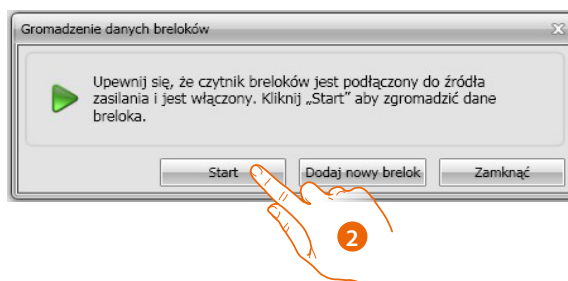 Gromadzenie danych breloków
Upewnij się, że czytnik breloków jest podłączony do źródła
zasilania i jest włączony. Kliknij „Start” aby zgromadzić dane
breloka.
Start Dodaj nowy brelok Zamknąć
2